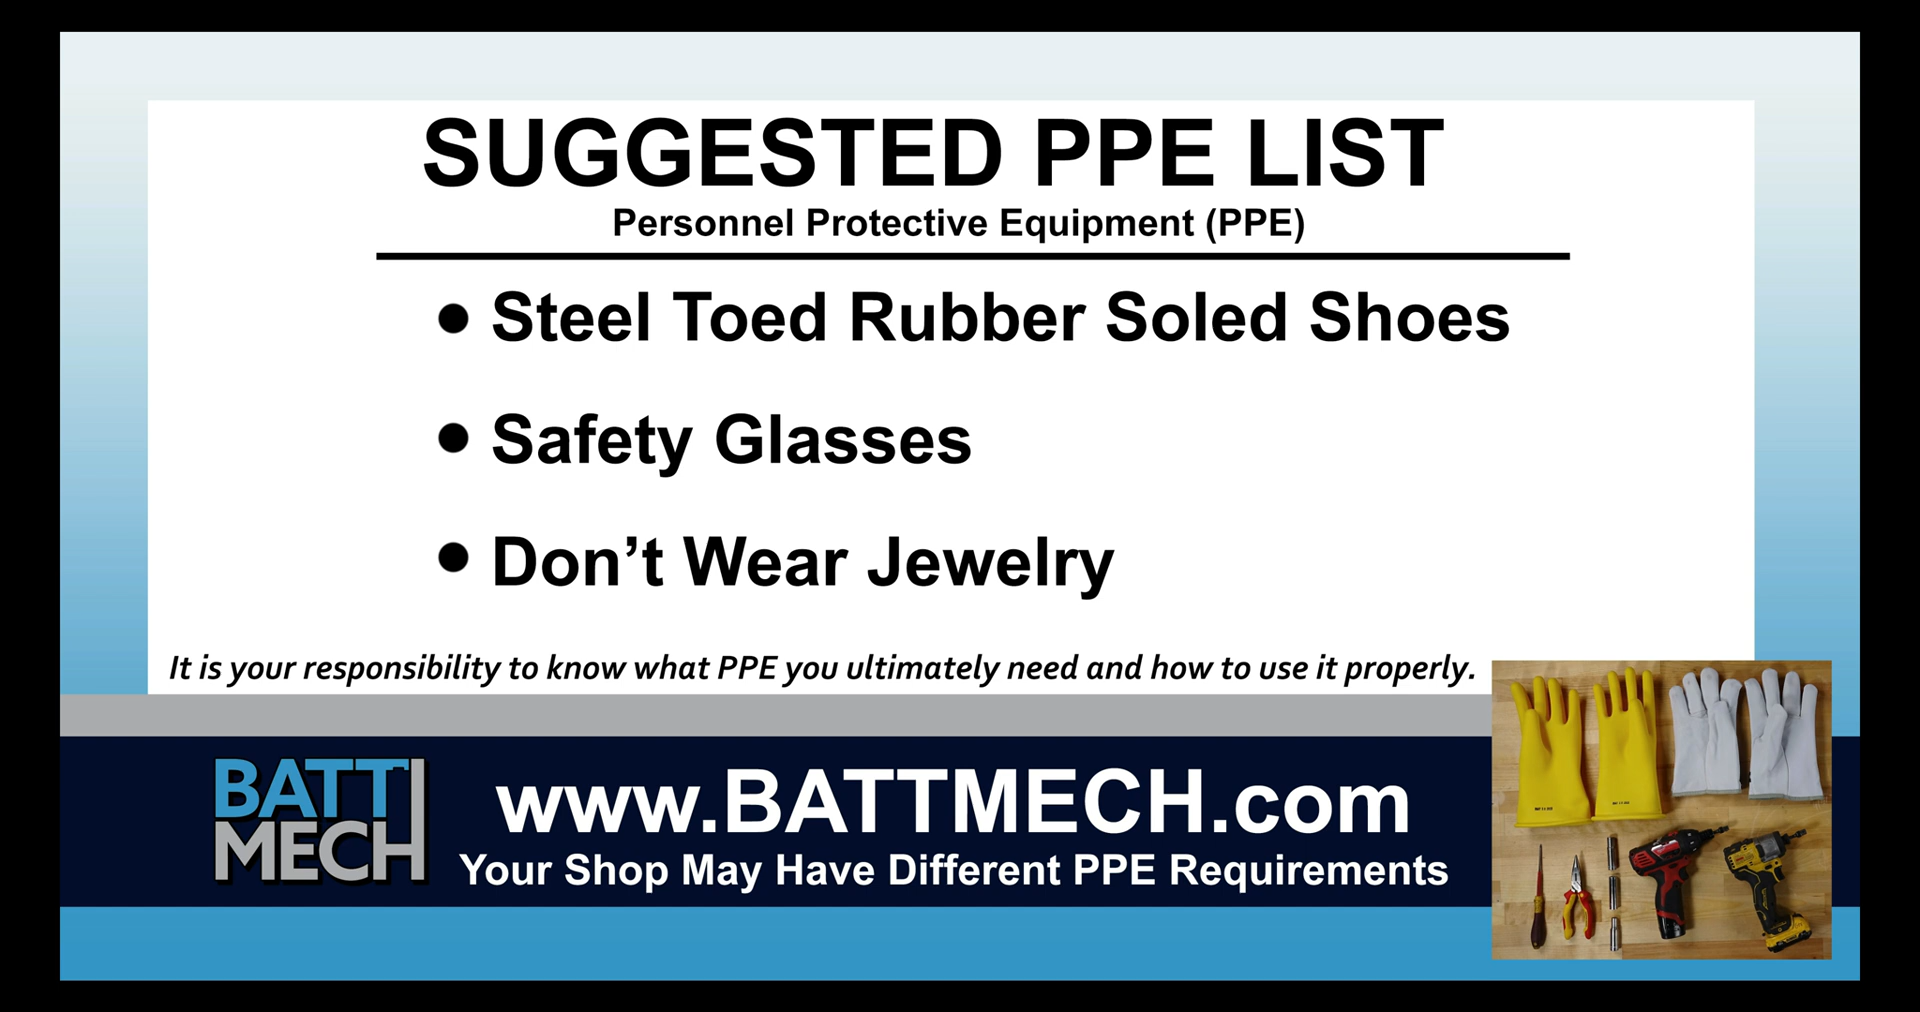 SUGGESTED PPE LIST
Personnel Protective Equipment (PPE)
● Steel Toed Rubber Soled Shoes
● Safety Glasses
● Don’t Wear Jewelry
It is your responsibility to know what PPE you ultimately need and how to use it properly.
BATT
MECH
www.BATTMECH.com
Your Shop May Have Different PPE Requirements